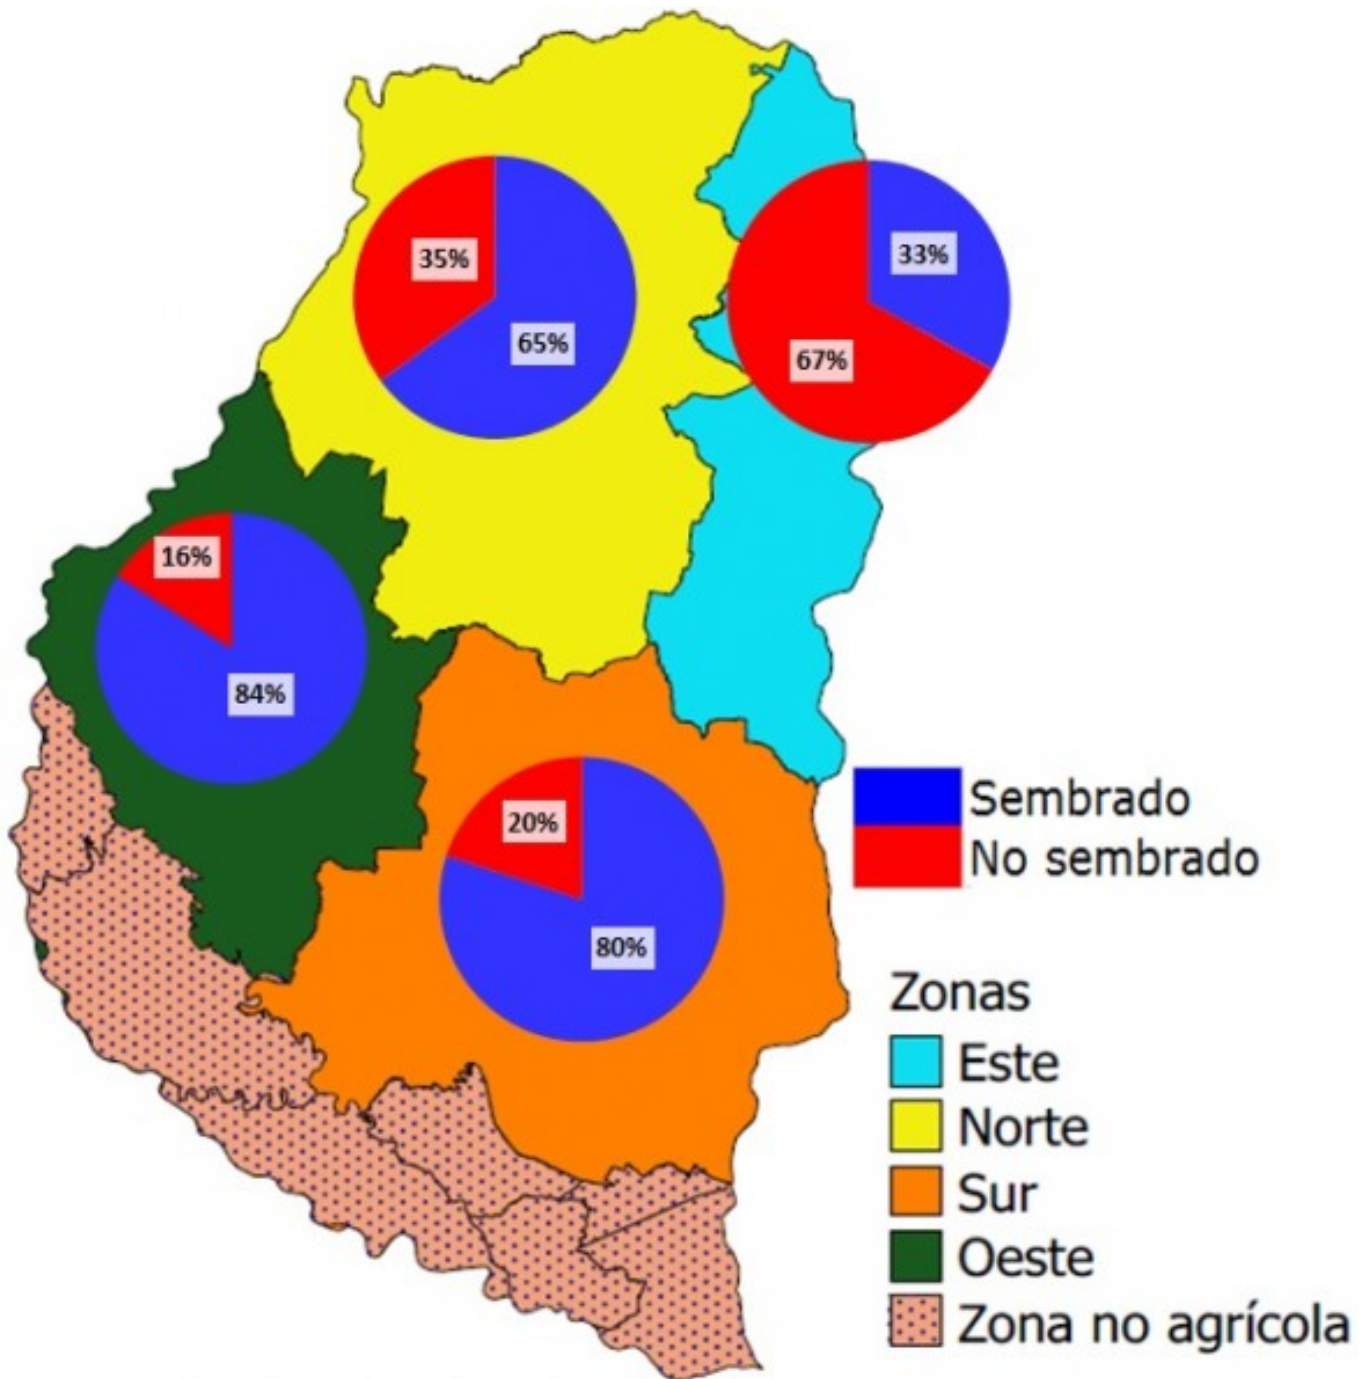 35%
65%
33%
67%
16%
84%
20%
80%
Sembrado
No sembrado
Zonas
Este
Norte
Sur
Oeste
Zona no agrícola